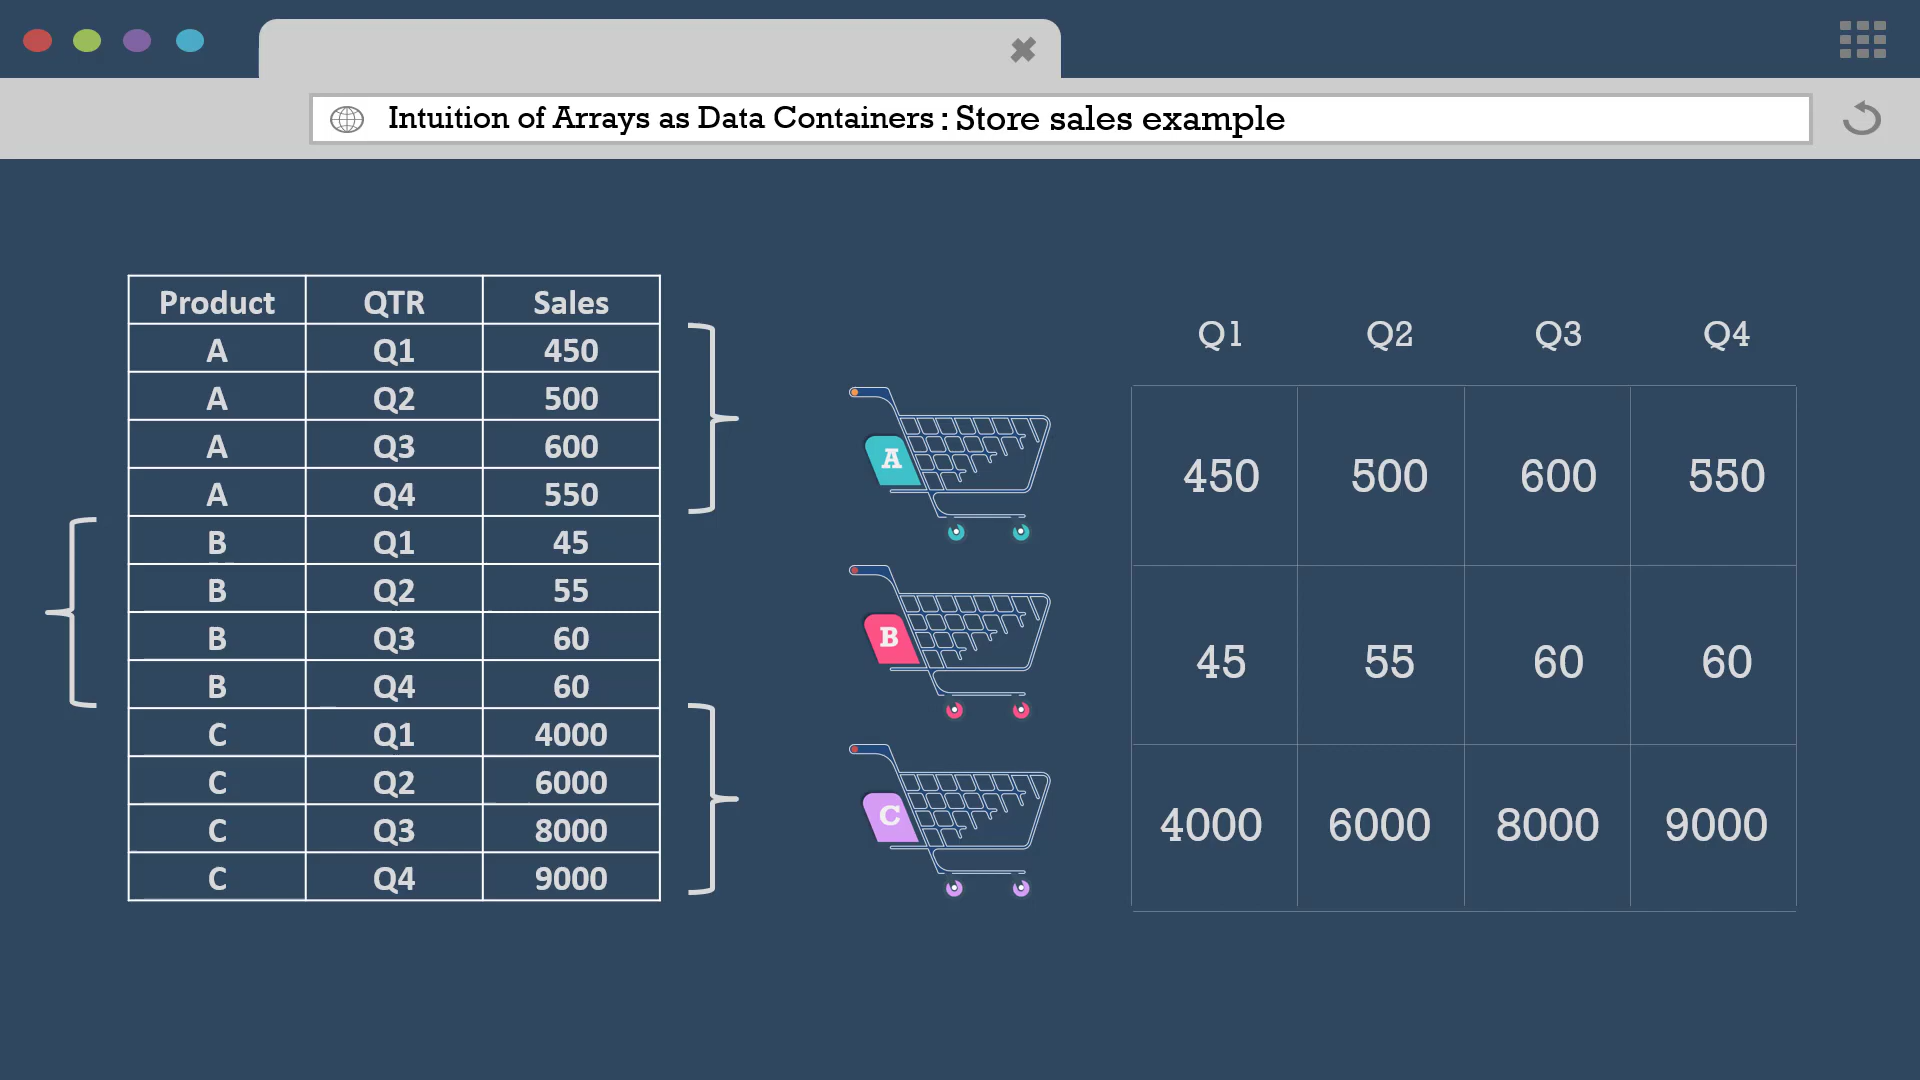 Intuition of Arrays as Data Containers : Store sales example
Product QTR Sales
A Q1 450
A Q2 500
A Q3 600
A Q4 550
B Q1 45
B Q2 55
B Q3 60
B Q4 60
C Q1 4000
C Q2 6000
C Q3 8000
C Q4 9000
A
B
C
Q1 Q2 Q3 Q4
450 500 600 550
45 55 60 60
4000 6000 8000 9000